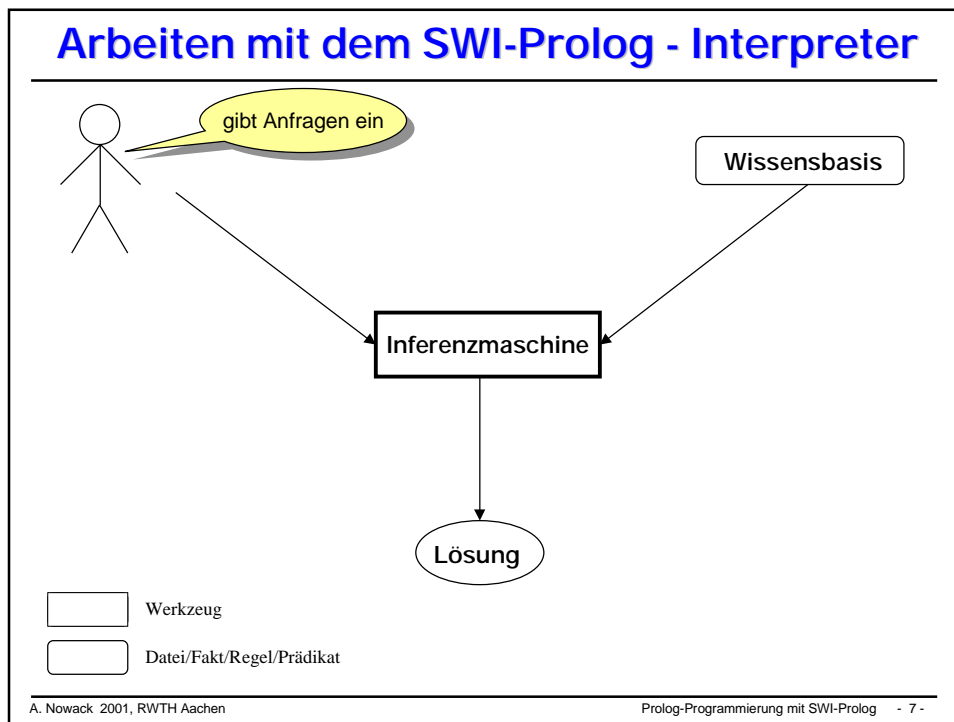 Arbeiten mit dem SWI-Prolog - Interpreter
gibt Anfragen ein
Wissensbasis
Inferenzmaschine
Lösung
Werkzeug
Datei/Fakt/Regel/Prädikat
A. Nowack 2001, RWTH Aachen Prolog-Programmierung mit SWI-Prolog - 7 -